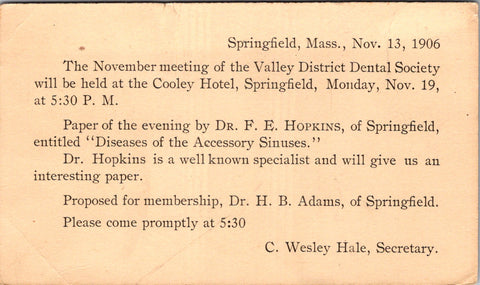 Springfield, Mass., Nov. 13, 1906
The November meeting of the Valley District Dental Society
will be held at the Cooley Hotel, Springfield, Monday, Nov. 19,
at 5:30 P. M.
Paper of the evening by DR. F. E. HOPKINS, of Springfield,
entitled "Diseases of the Accessory Sinuses."
Dr. Hopkins is a well known specialist and will give us an
interesting paper.
Proposed for membership, Dr. H. B. Adams, of Springfield.
Please come promptly at 5:30
C. Wesley Hale, Secretary.